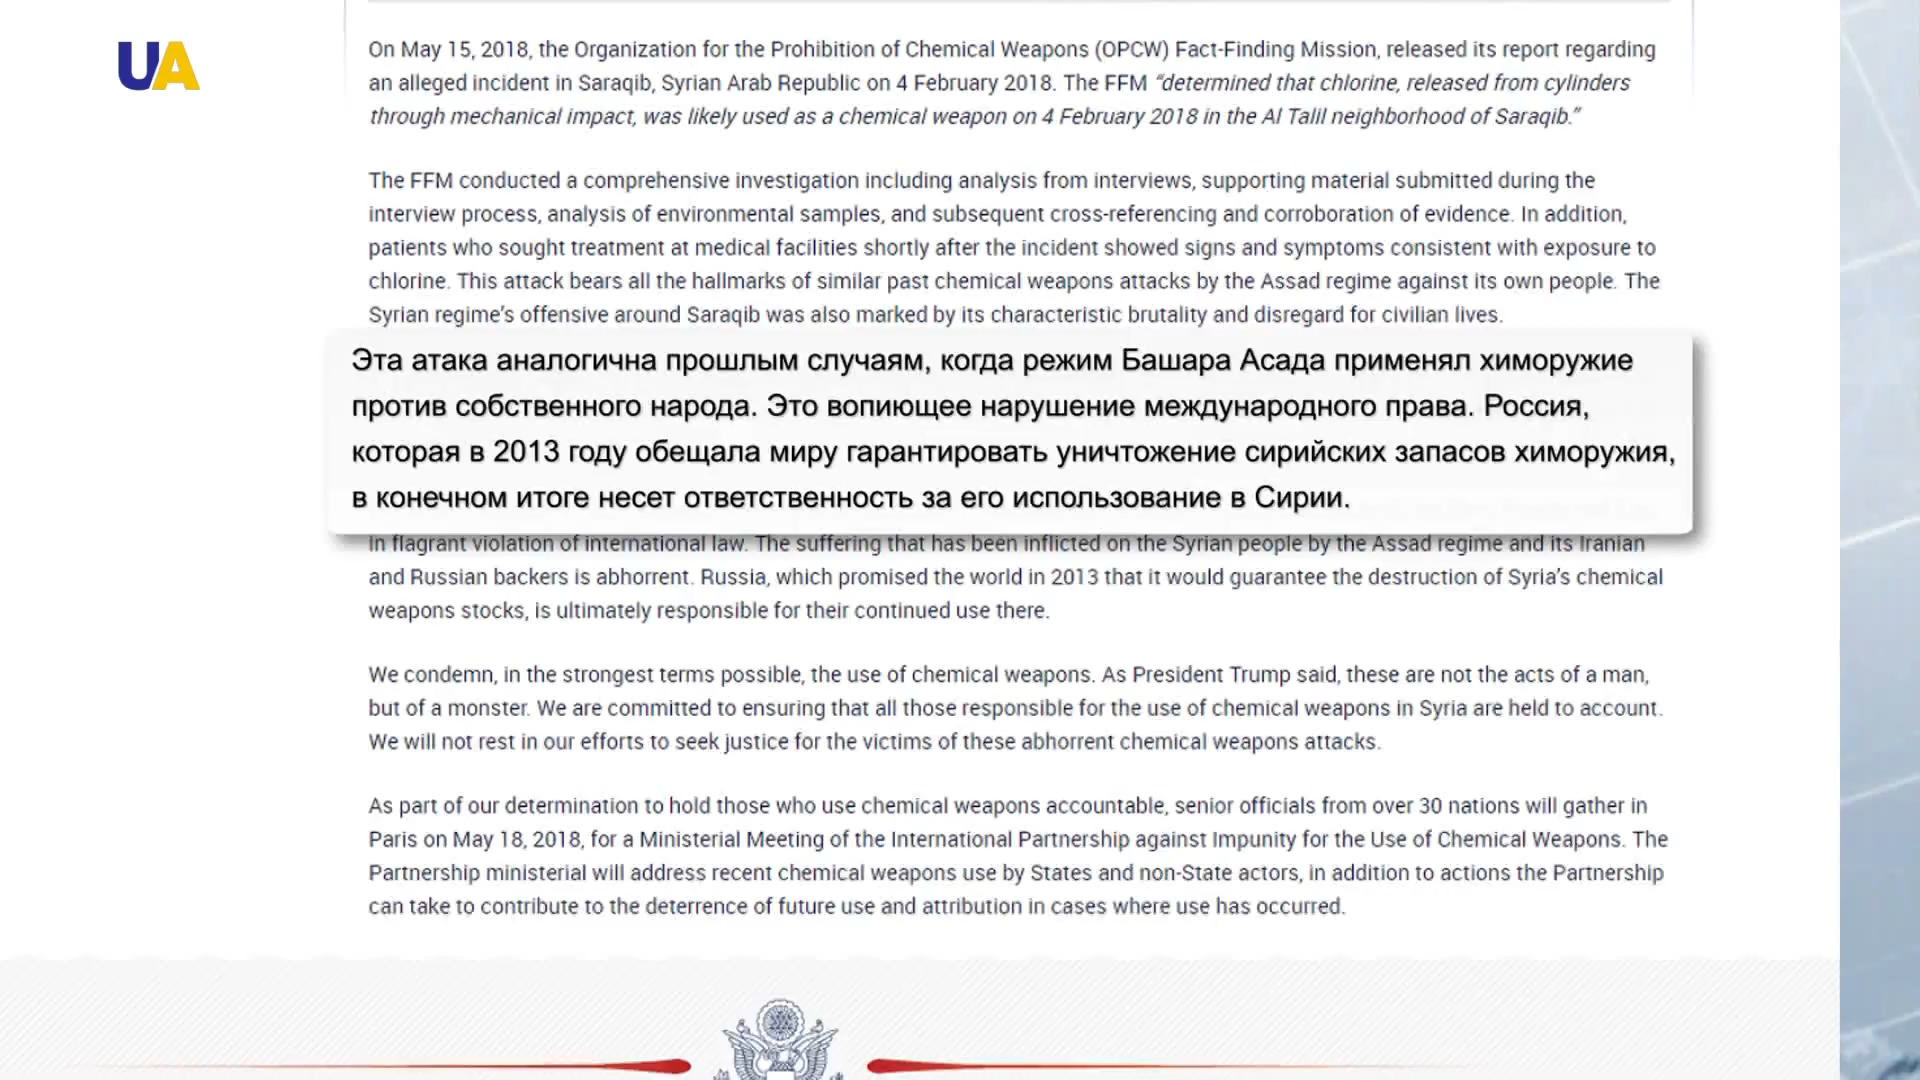 UA
On May 15, 2018, the Organization for the Prohibition of Chemical Weapons (OPCW) Fact-Finding Mission, released its report regarding
an alleged incident in Saraqib, Syrian Arab Republic on 4 February 2018. The FFM “determined that chlorine, released from cylinders
through mechanical impact, was likely used as a chemical weapon on 4 February 2018 in the Al Talil neighborhood of Saraqib.”
The FFM conducted a comprehensive investigation including analysis from interviews, supporting material submitted during the
interview process, analysis of environmental samples, and subsequent cross-referencing and corroboration of evidence. In addition,
patients who sought treatment at medical facilities shortly after the incident showed signs and symptoms consistent with exposure to
chlorine. This attack bears all the hallmarks of similar past chemical weapons attacks by the Assad regime against its own people. The
Syrian regime’s offensive around Saraqib was also marked by its characteristic brutality and disregard for civilian lives.
Эта атака аналогична прошлым случаям, когда режим Башара Асада применял химоружие
против собственного народа. Это вопиющее нарушение международного права. Россия,
которая в 2013 году обещала миру гарантировать уничтожение сирийских запасов химоружия,
в конечном итоге несет ответственность за его использование в Сирии.
in flagrant violation of international law. The suffering that has been inflicted on the Syrian people by the Assad regime and its Iranian
and Russian backers is abhorrent. Russia, which promised the world in 2013 that it would guarantee the destruction of Syria’s chemical
weapons stocks, is ultimately responsible for their continued use there.
We condemn, in the strongest terms possible, the use of chemical weapons. As President Trump said, these are not the acts of a man,
but of a monster. We are committed to ensuring that all those responsible for the use of chemical weapons in Syria are held to account.
We will not rest in our efforts to seek justice for the victims of these abhorrent chemical weapons attacks.
As part of our determination to hold those who use chemical weapons accountable, senior officials from over 30 nations will gather in
Paris on May 18, 2018, for a Ministerial Meeting of the International Partnership against Impunity for the Use of Chemical Weapons. The
Partnership ministerial will address recent chemical weapons use by States and non-State actors, in addition to actions the Partnership
can take to contribute to the deterrence of future use and attribution in cases where use has occurred.